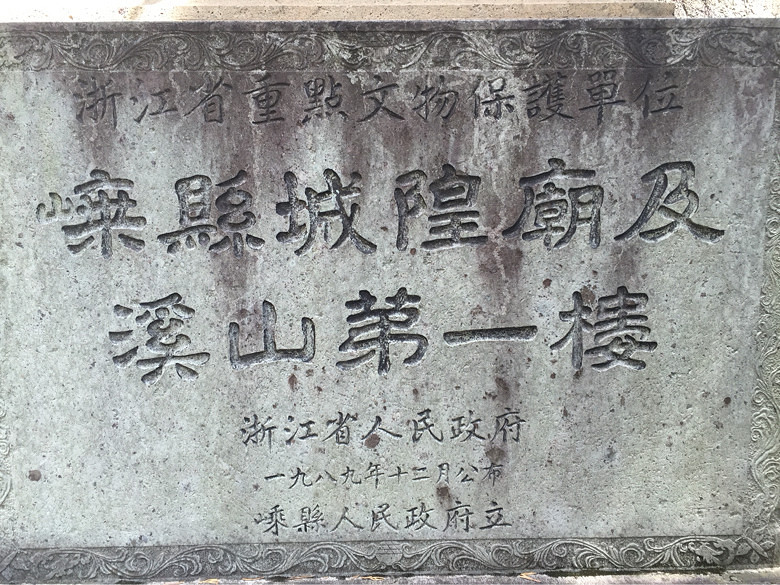 浙江省重點文物保護單位
嵊縣城隍廟及
溪山第一樓
浙江省人民政府
一九八九年十二月公布
嵊縣人民政府立